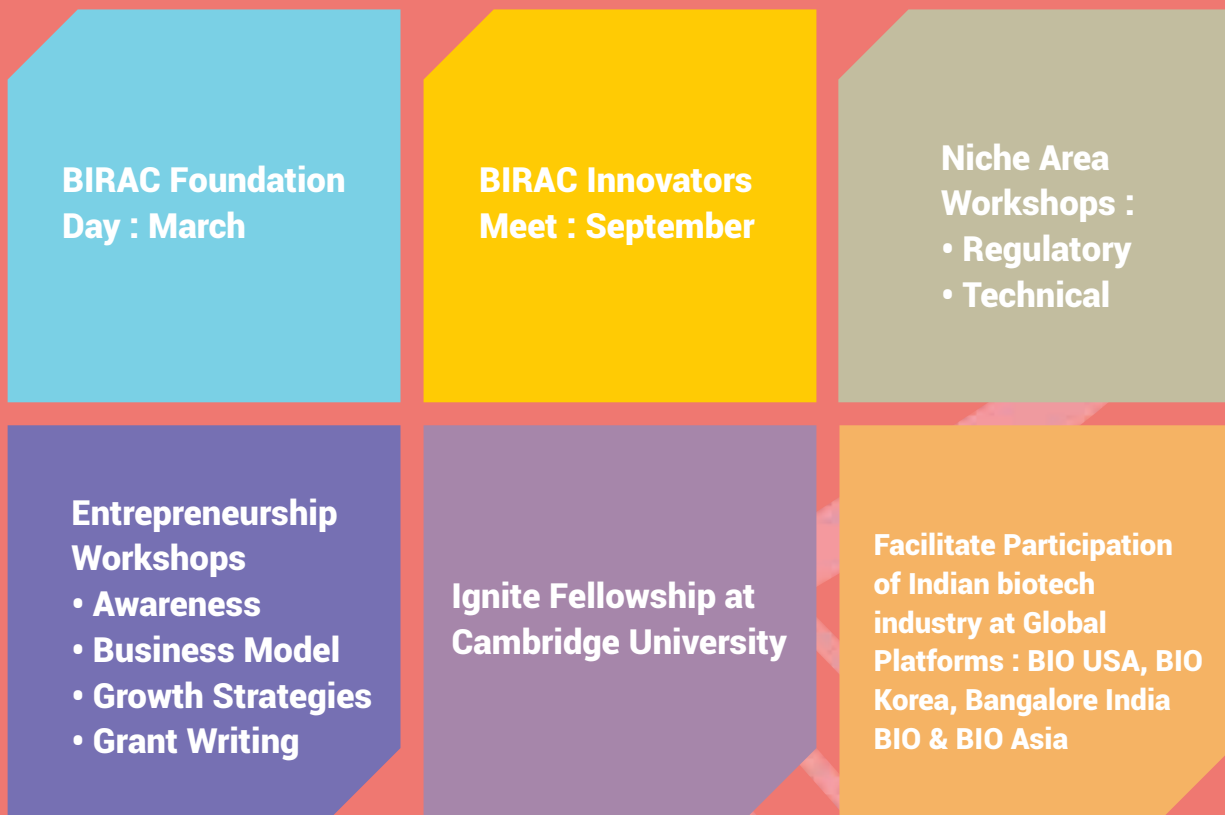 BIRAC Foundation
Day : March
BIRAC Innovators
Meet : September
Niche Area
Workshops :
• Regulatory
• Technical
Entrepreneurship
Workshops
• Awareness
• Business Model
• Growth Strategies
• Grant Writing
Ignite Fellowship at
Cambridge University
Facilitate Participation
of Indian biotech
industry at Global
Platforms : BIO USA, BIO
Korea, Bangalore India
BIO & BIO Asia